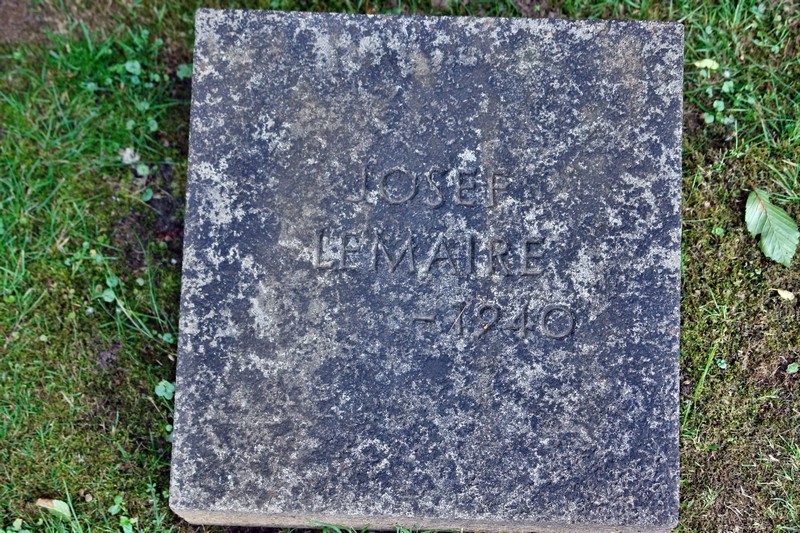 JOSEF
LEMAIRE
- 1940